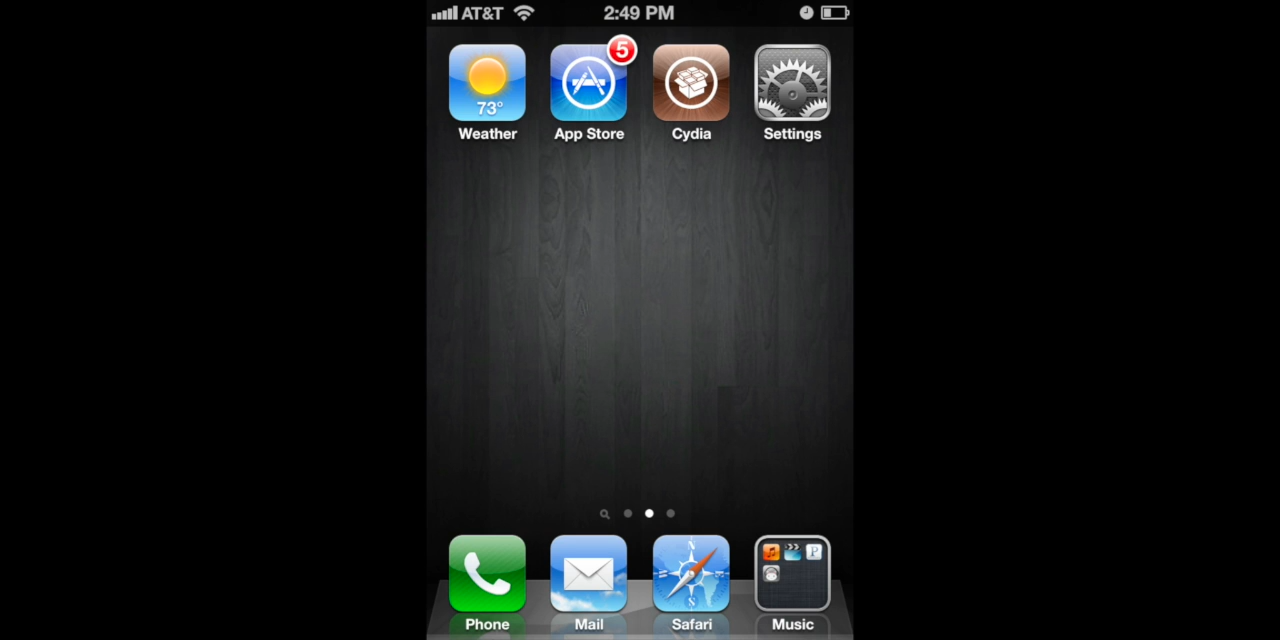 AT&T 2:49 PM
5
73°
Weather App Store Cydia Settings
N
S
P
Phone Mail Safari Music